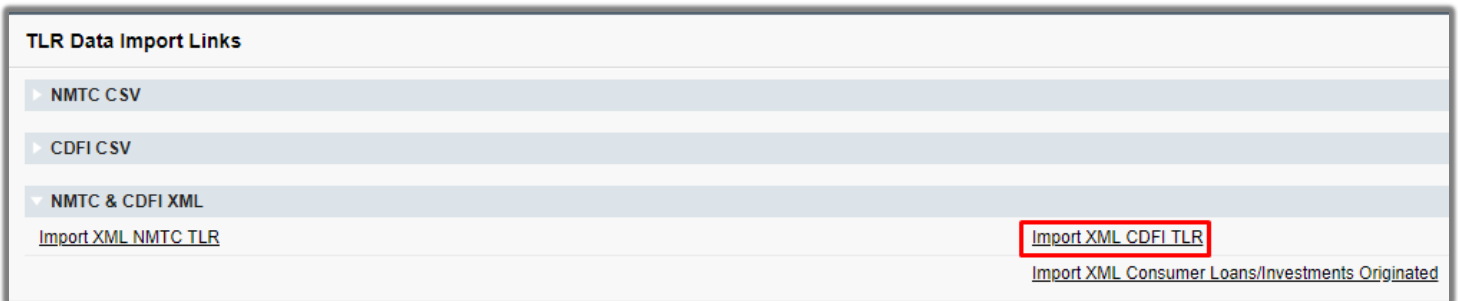 TLR Data Import Links
NMTC CSV
CDFI CSV
NMTC & CDFI XML
Import XML NMTC TLR
Import XML CDFI TLR
Import XML Consumer Loans/Investments Originated